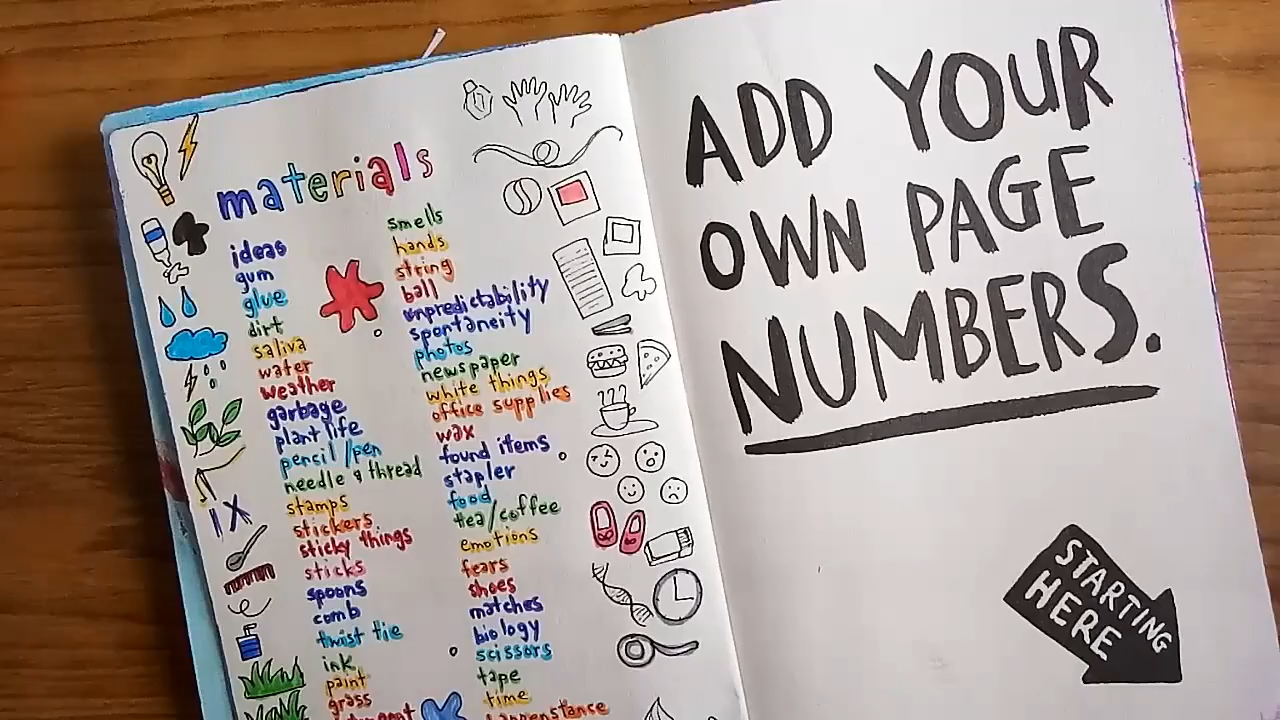 materials
ideas
gum
glue
dirt
saliva
water
weather
garbage
plant life
pencil/pen
needle & thread
stamps
stickers
sticky things
sticks
spoons
comb
twist tie
ink
paint
grass
smells
hands
string
ball
unpredictability
spontaneity
photos
newspaper
white things
office supplies
wax
found items
stapler
food
tea/coffee
emotions
fears
shoes
matches
biology
scissors
tape
time
happenstance
ADD YOUR
OWN PAGE
NUMBERS.
STARTING
HERE